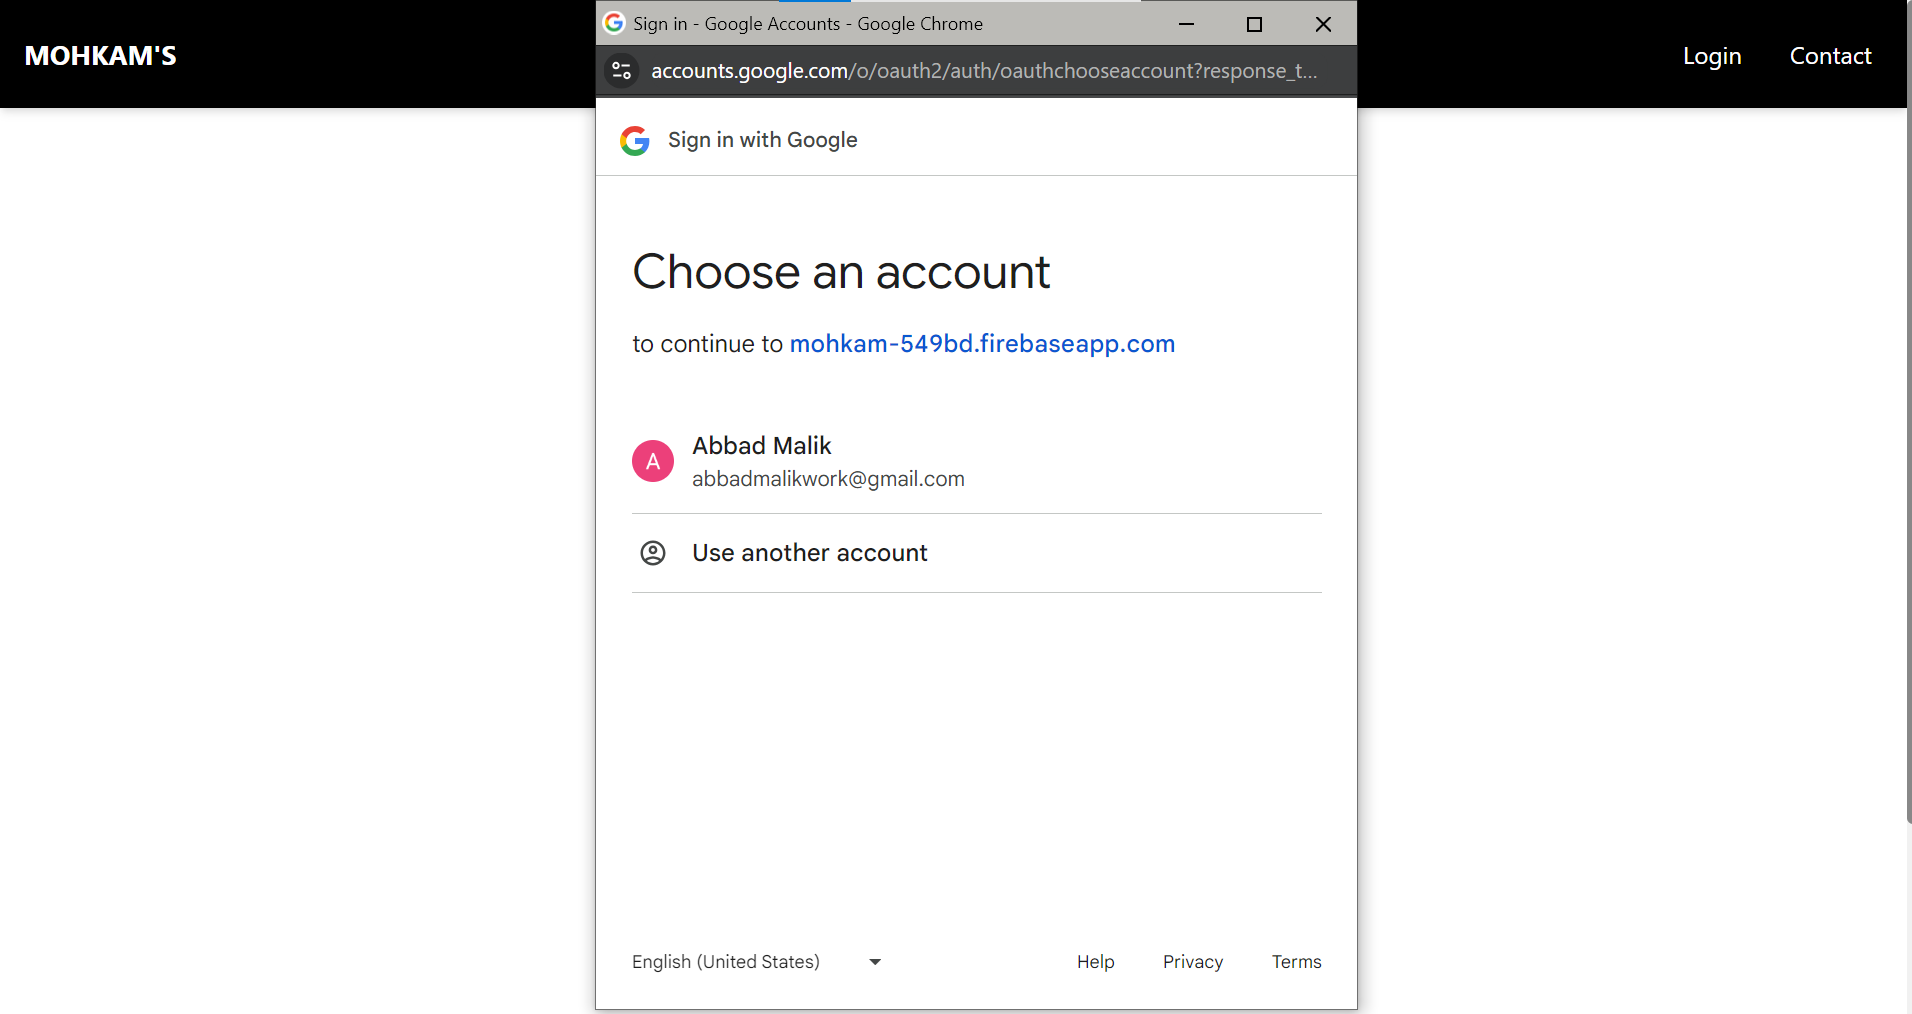 MOHKAM'S
Login
Contact
Sign in - Google Accounts - Google Chrome
accounts.google.com/o/oauth2/auth/oauthchooseaccount?response_t...
Sign in with Google
Choose an account
to continue to mohkam-549bd.firebaseapp.com
A
Abbad Malik
abbadmalikwork@gmail.com
Use another account
English (United States)
Help
Privacy
Terms